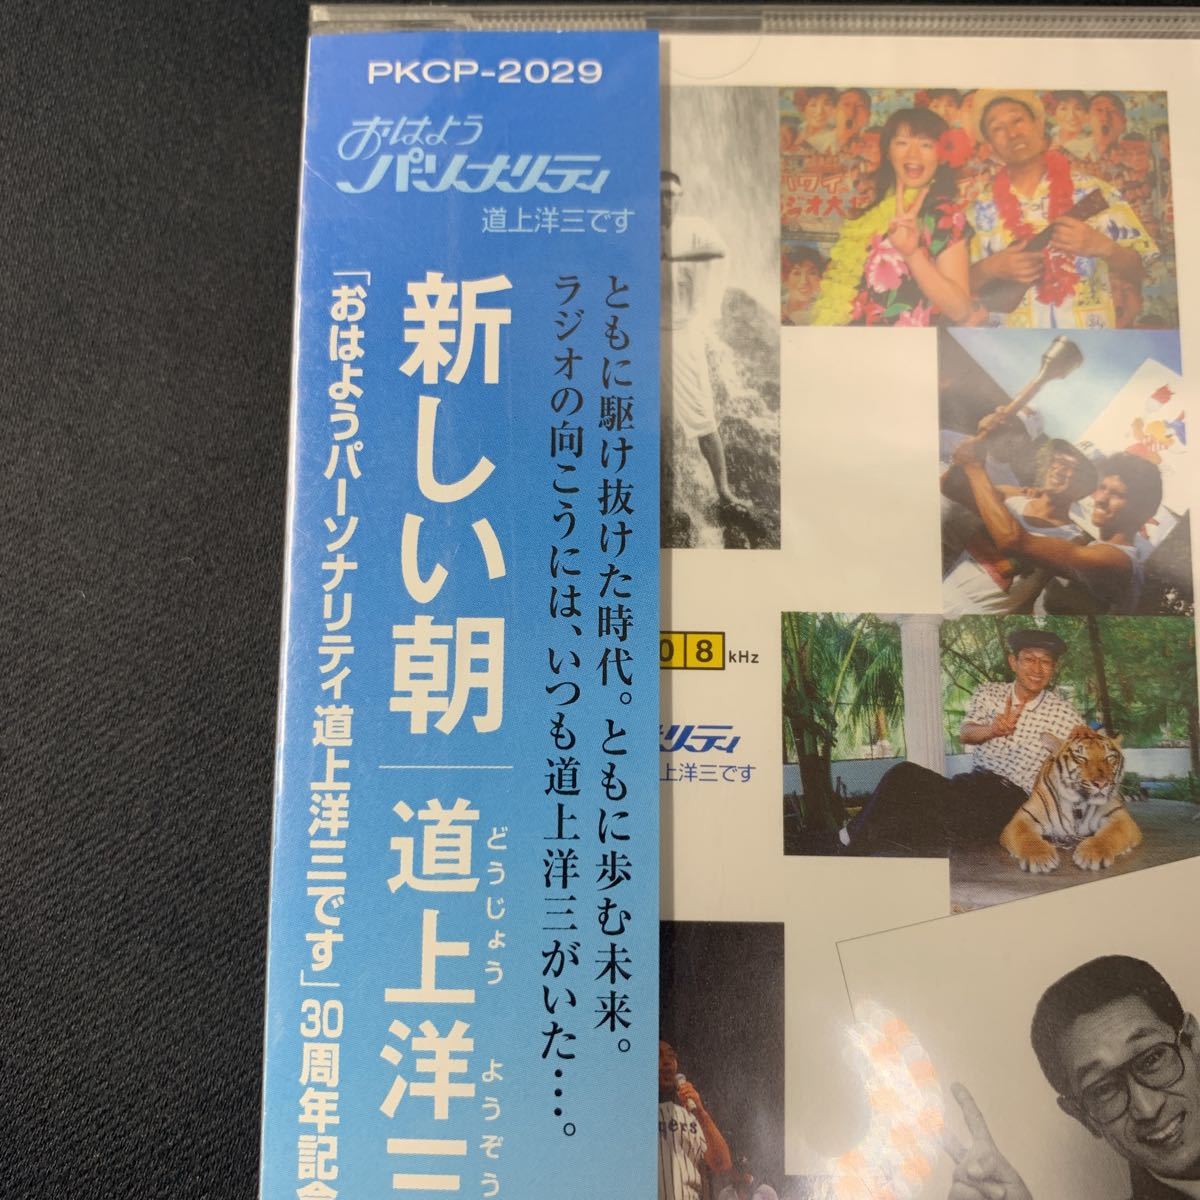 PKCP-2029
おはよう
パーソナリティ
道上洋三です
ともに駆け抜けた時代。ともに歩む未来。
ラジオの向こうには、いつも道上洋三がいた・・・。
新しい朝
道上洋三
どうじょう
ようぞう
「おはようパーソナリティ道上洋三です」30周年記念
08kHz
リティ
上洋三です
gers